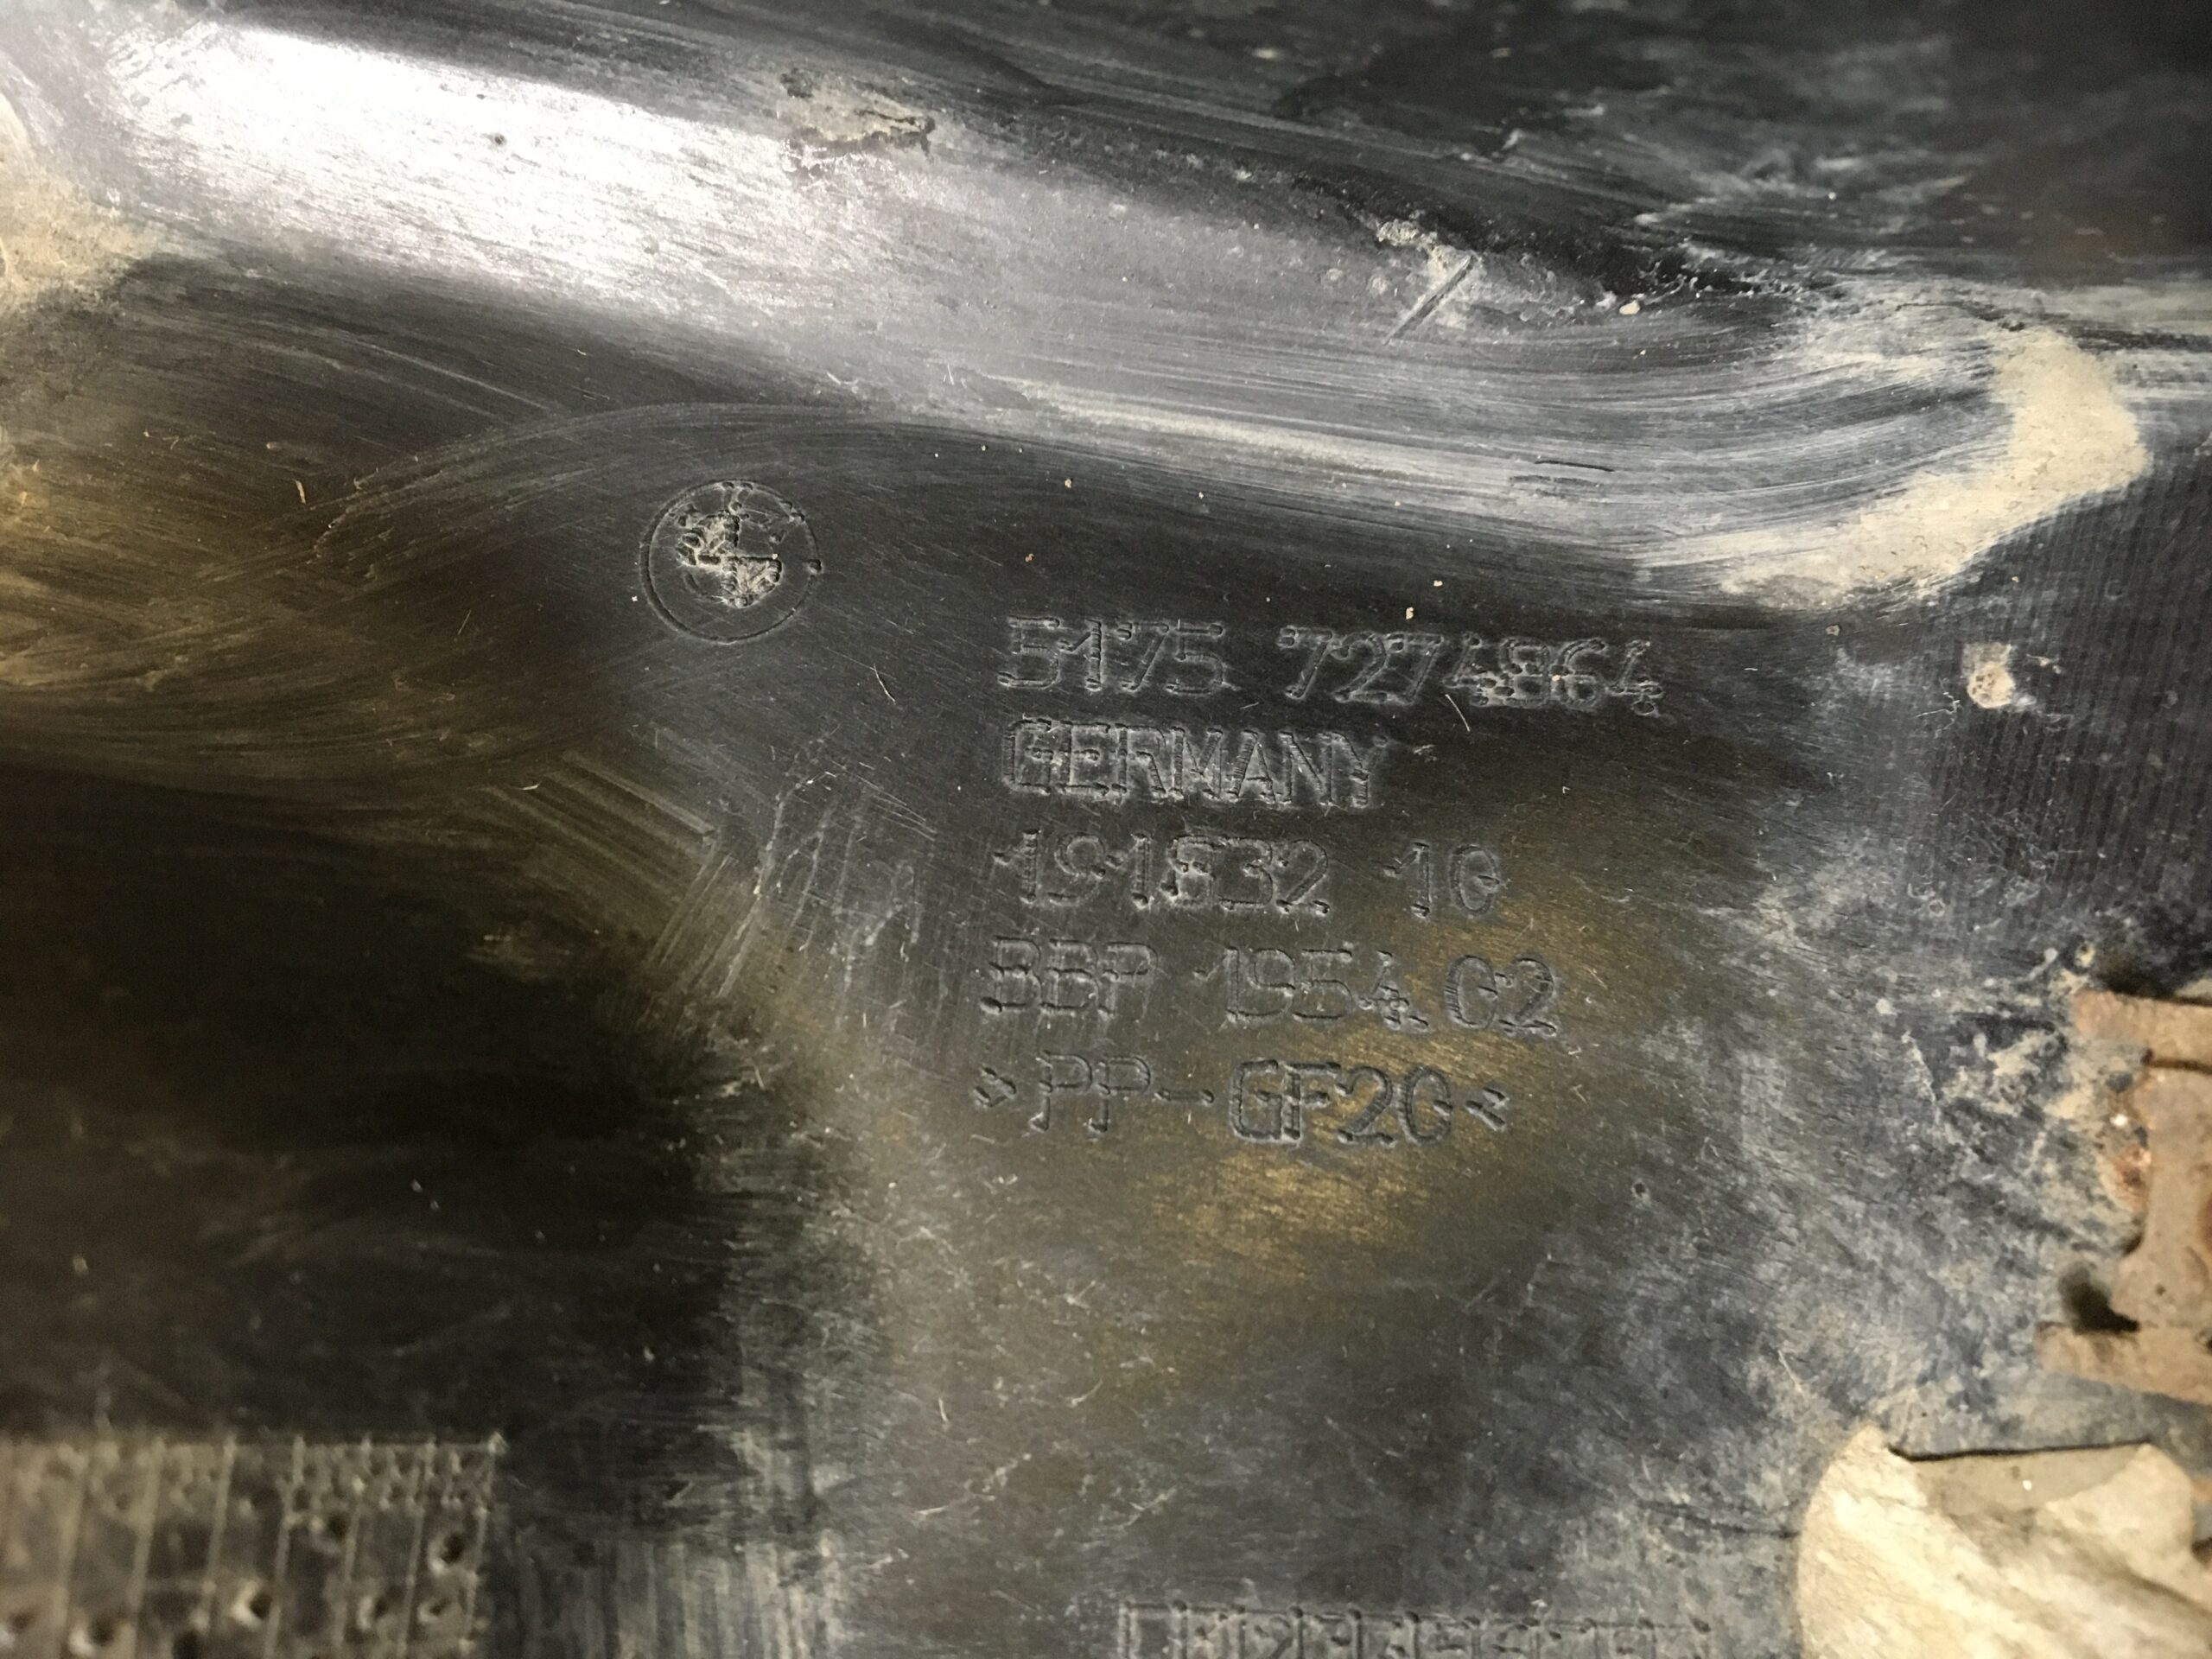 5175 7274864
GERMANY
191832 10
BBP 1954 02
>PP-GF20<